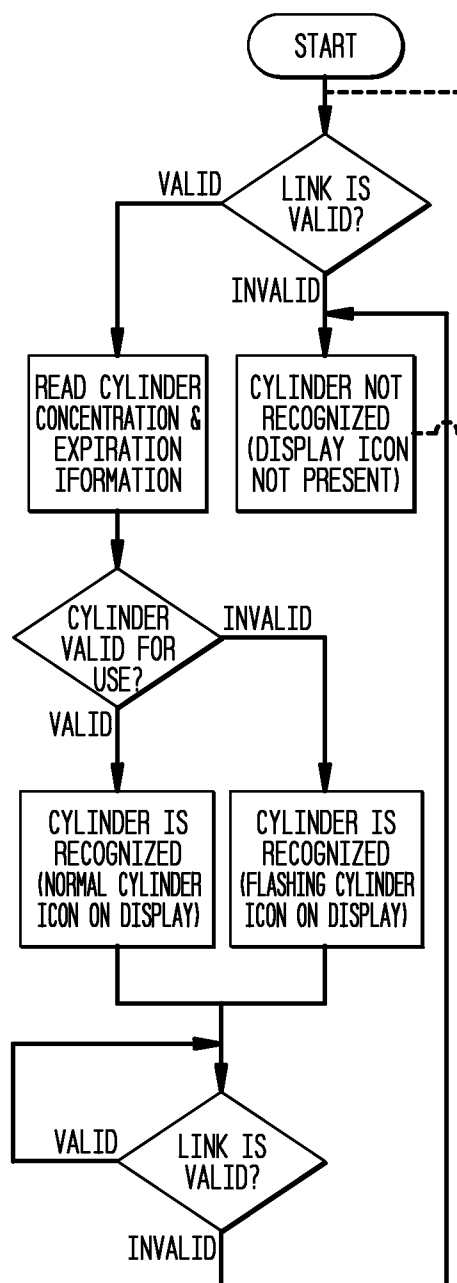 START
LINK IS
VALID?
VALID
INVALID
READ CYLINDER
CONCENTRATION &
EXPIRATION
IFORMATION
CYLINDER NOT
RECOGNIZED
(DISPLAY ICON
NOT PRESENT)
CYLINDER
VALID FOR
USE?
INVALID
VALID
CYLINDER IS
RECOGNIZED
(NORMAL CYLINDER
ICON ON DISPLAY)
CYLINDER IS
RECOGNIZED
(FLASHING CYLINDER
ICON ON DISPLAY)
VALID
LINK IS
VALID?
INVALID